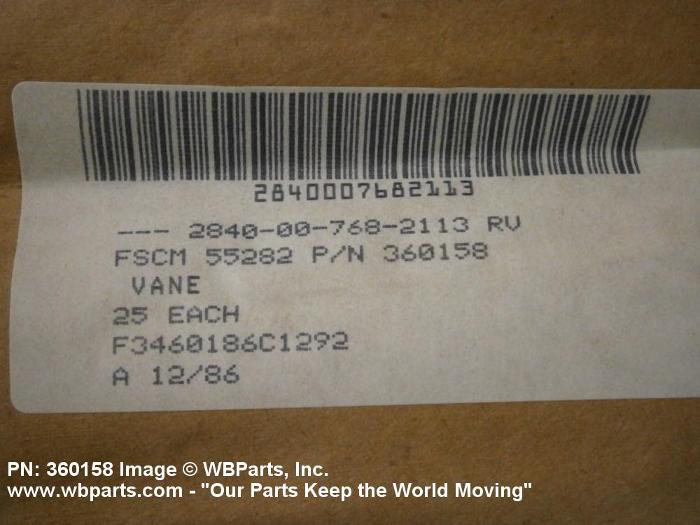 2840007682113
--- 2840-00-768-2113 RV
FSCM 55282 P/N 360158
VANE
25 EACH
F3460186C1292
A 12/86
PN: 360158 Image © WBParts, Inc.
www.wbparts.com - "Our Parts Keep the World Moving"